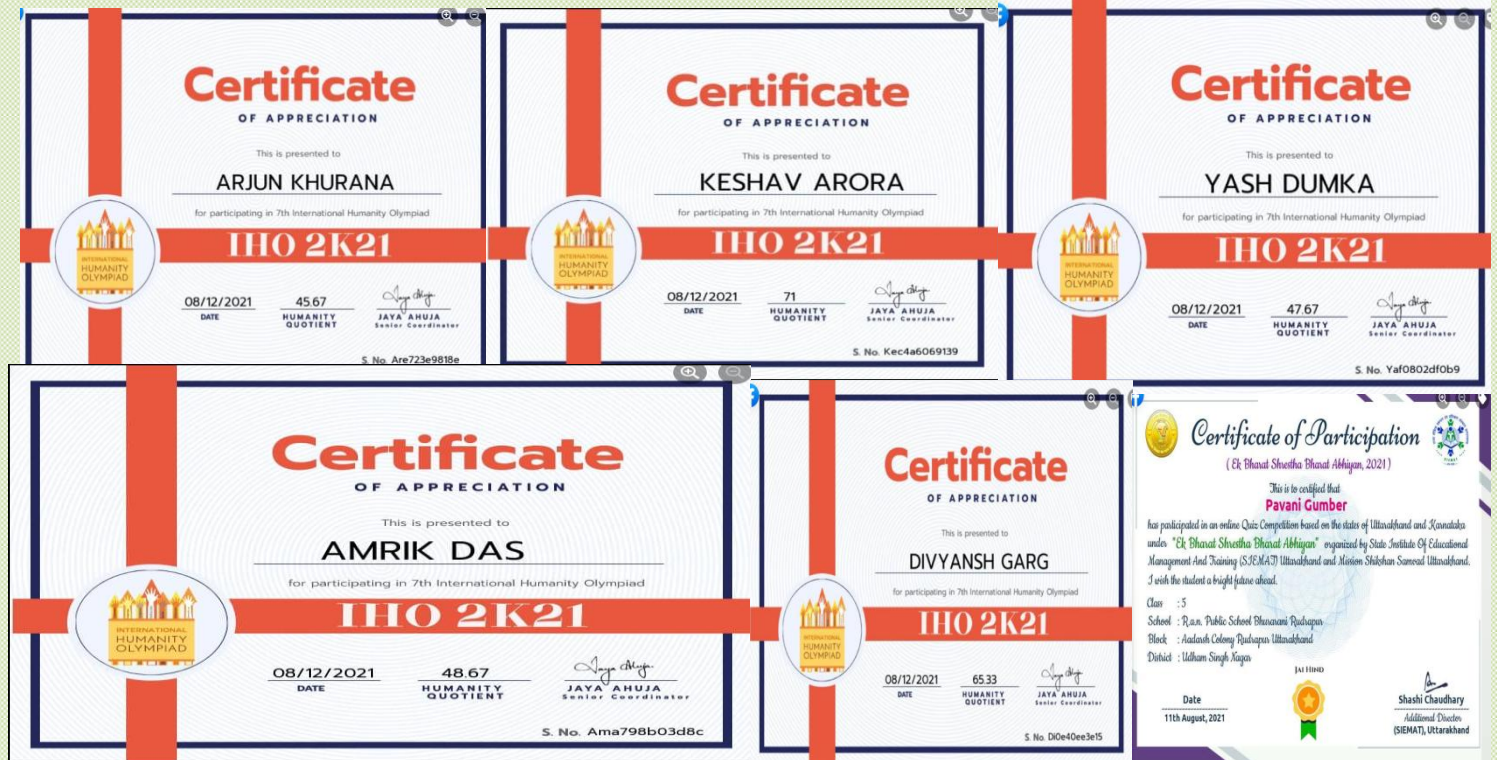 Certificate
OF APPRECIATION
This is presented to
ARJUN KHURANA
for participating in 7th International Humanity Olympiad
IHO 2K21
INTERNATIONAL
HUMANITY
OLYMPIAD
08/12/2021
DATE
45.67
HUMANITY
QUOTIENT
JAYA AHUJA
Senior Coordinator
S. No. Are723e9818e
Certificate
OF APPRECIATION
This is presented to
KESHAV ARORA
for participating in 7th International Humanity Olympiad
IHO 2K21
INTERNATIONAL
HUMANITY
OLYMPIAD
08/12/2021
DATE
71
HUMANITY
QUOTIENT
JAYA AHUJA
Senior Coordinator
S. No. Kec4a6069139
Certificate
OF APPRECIATION
This is presented to
YASH DUMKA
for participating in 7th International Humanity Olympiad
IHO 2K21
INTERNATIONAL
HUMANITY
OLYMPIAD
08/12/2021
DATE
47.67
HUMANITY
QUOTIENT
JAYA AHUJA
Senior Coordinator
S. No. Yaf0802df0b9
Certificate
OF APPRECIATION
This is presented to
AMRIK DAS
for participating in 7th International Humanity Olympiad
IHO 2K21
INTERNATIONAL
HUMANITY
OLYMPIAD
08/12/2021
DATE
48.67
HUMANITY
QUOTIENT
JAYA AHUJA
Senior Coordinator
S. No. Ama798b03d8c
Certificate
OF APPRECIATION
This is presented to
DIVYANSH GARG
for participating in 7th International Humanity Olympiad
IHO 2K21
INTERNATIONAL
HUMANITY
OLYMPIAD
08/12/2021
DATE
65.33
HUMANITY
QUOTIENT
JAYA AHUJA
Senior Coordinator
S. No. Di0e40ee3e15
Certificate of Participation
( Ek Bharat Shrestha Bharat Abhiyan, 2021 )
This is to certified that
Pavani Gumber
has participated in an online Quiz Competition based on the states of Uttarakhand and Karnataka
under "Ek Bharat Shrestha Bharat Abhiyan" organized by State Institute Of Educational
Management And Training (SIEMAT) Uttarakhand and Mission Shikshan Samvad Uttarakhand.
I wish the student a bright future ahead.
Class : 5
School : R.a.n. Public School Bhurarani Rudrapur
Block : Aadarsh Colony Rudrapur Uttarakhand
District : Udham Singh Nagar
JAI HIND
Date
11th August, 2021
Shashi Chaudhary
Additional Director
(SIEMAT), Uttarakhand